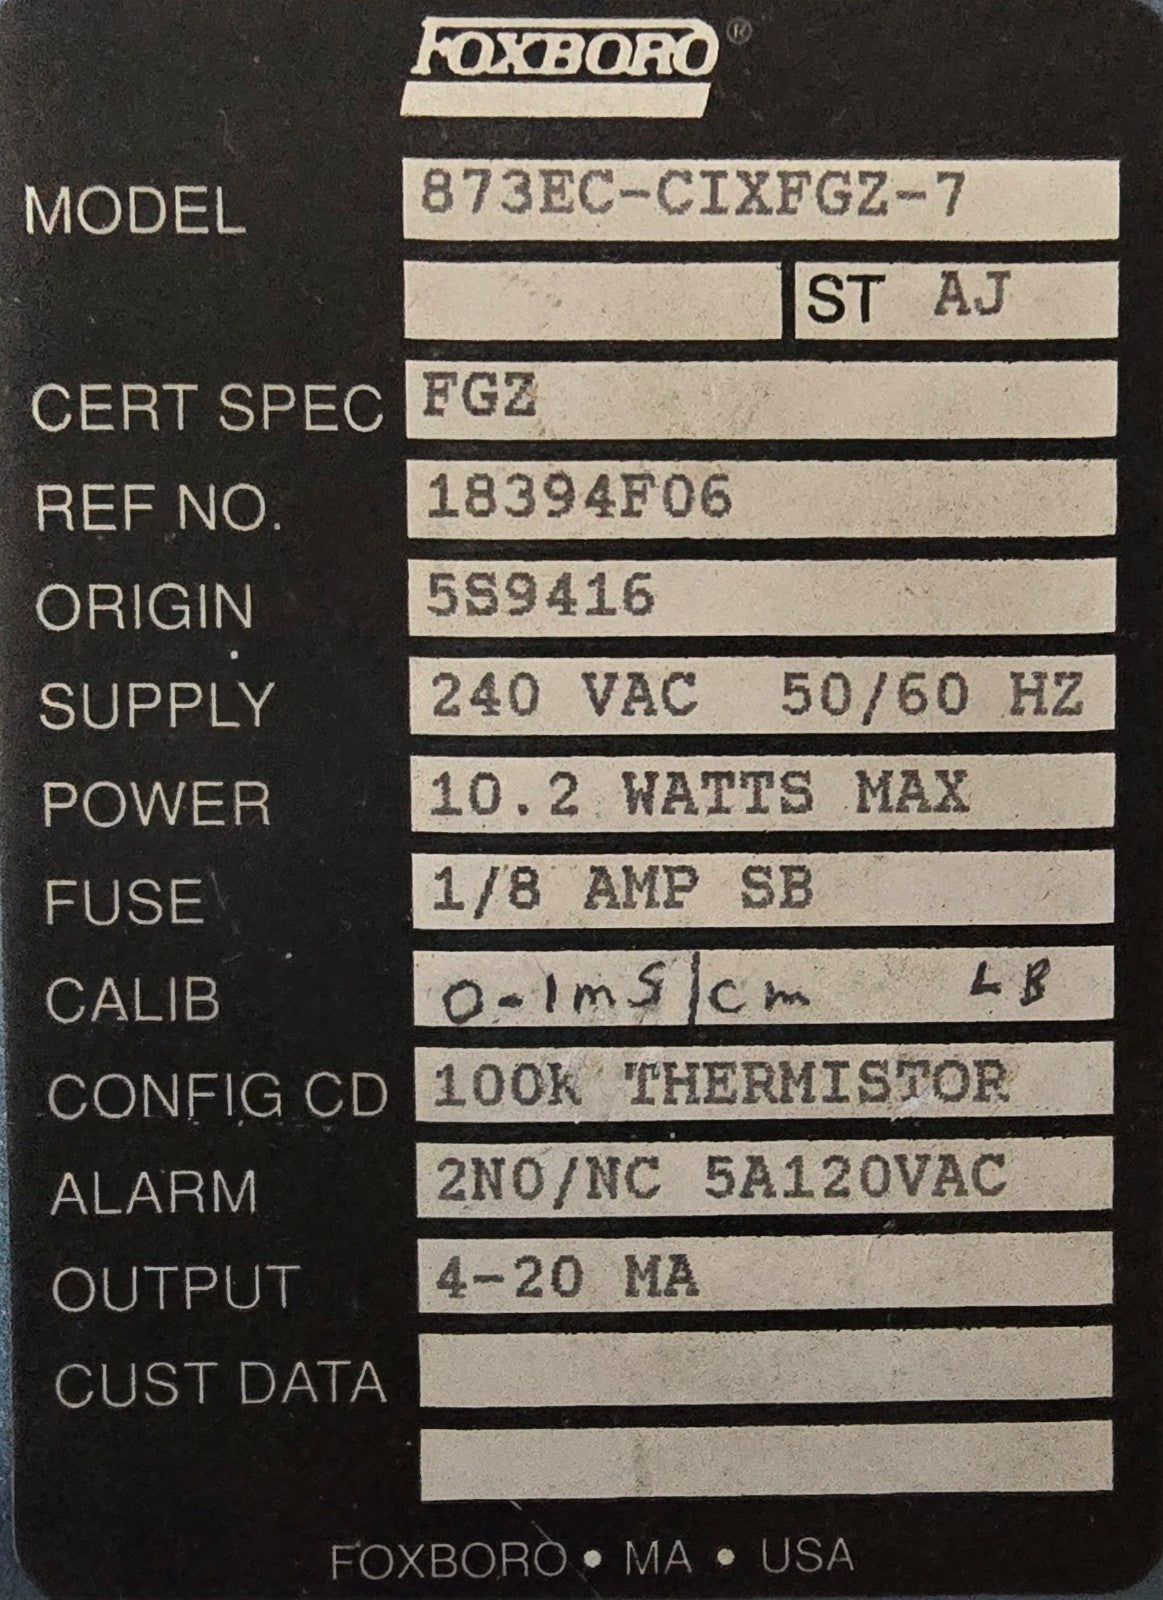 FOXBORO®
MODEL 873EC-CIXFGZ-7
ST AJ
CERT SPEC FGZ
REF NO. 18394F06
ORIGIN 5S9416
SUPPLY 240 VAC 50/60 HZ
POWER 10.2 WATTS MAX
FUSE 1/8 AMP SB
CALIB 0-1mS/cm LB
CONFIG CD 100K THERMISTOR
ALARM 2NO/NC 5A120VAC
OUTPUT 4-20 MA
CUST DATA
FOXBORO • MA • USA